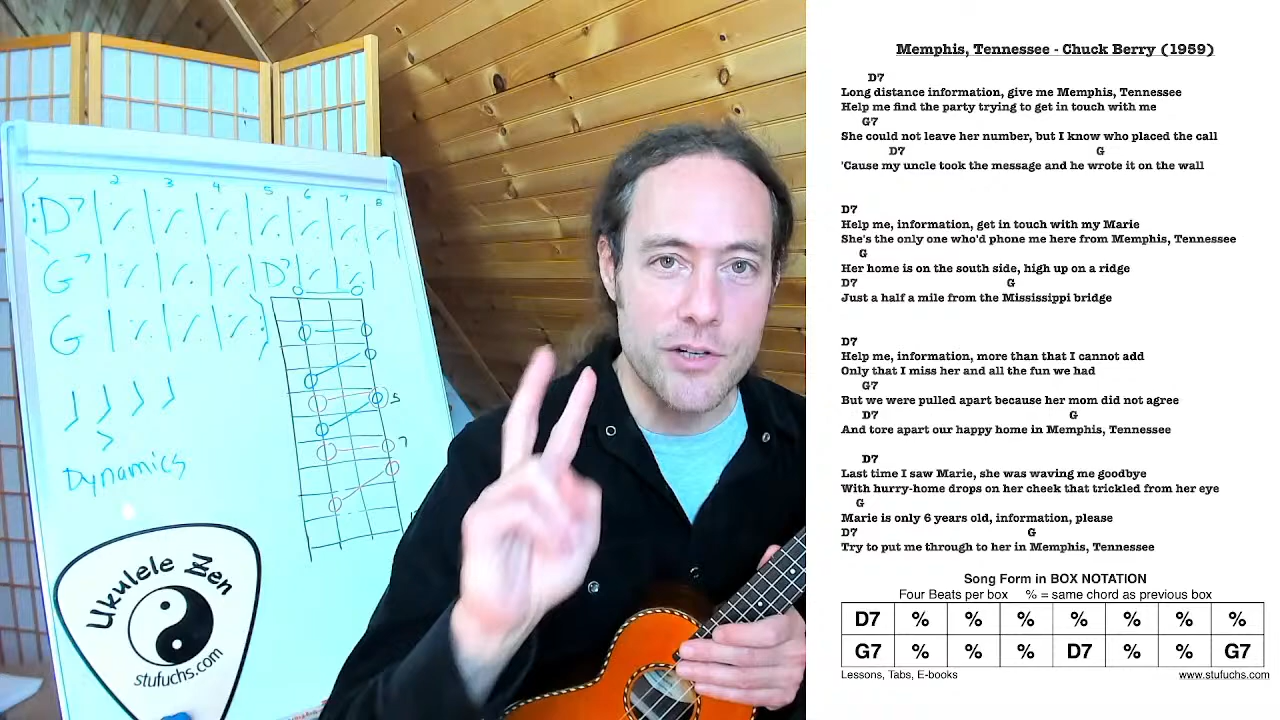 2 3 4 5 6 7 8
D7 ٪ ٪ ٪ ٪ ٪ ٪ ٪
G7 ٪ ٪ ٪ D7 ٪ ٪
G ٪ ٪ ٪
5
7
>
Dynamics
Ukulele Zen
stufuchs.com
Memphis, Tennessee - Chuck Berry (1959)
D7
Long distance information, give me Memphis, Tennessee
Help me find the party trying to get in touch with me
G7
She could not leave her number, but I know who placed the call
D7 G
'Cause my uncle took the message and he wrote it on the wall
D7
Help me, information, get in touch with my Marie
She's the only one who'd phone me here from Memphis, Tennessee
G
Her home is on the south side, high up on a ridge
D7 G
Just a half a mile from the Mississippi bridge
D7
Help me, information, more than that I cannot add
Only that I miss her and all the fun we had
G7
But we were pulled apart because her mom did not agree
D7 G
And tore apart our happy home in Memphis, Tennessee
D7
Last time I saw Marie, she was waving me goodbye
With hurry-home drops on her cheek that trickled from her eye
G
Marie is only 6 years old, information, please
D7 G
Try to put me through to her in Memphis, Tennessee
Song Form in BOX NOTATION
Four Beats per box % = same chord as previous box
D7 % % % % % % %
G7 % % % D7 % % G7
Lessons, Tabs, E-books www.stufuchs.com